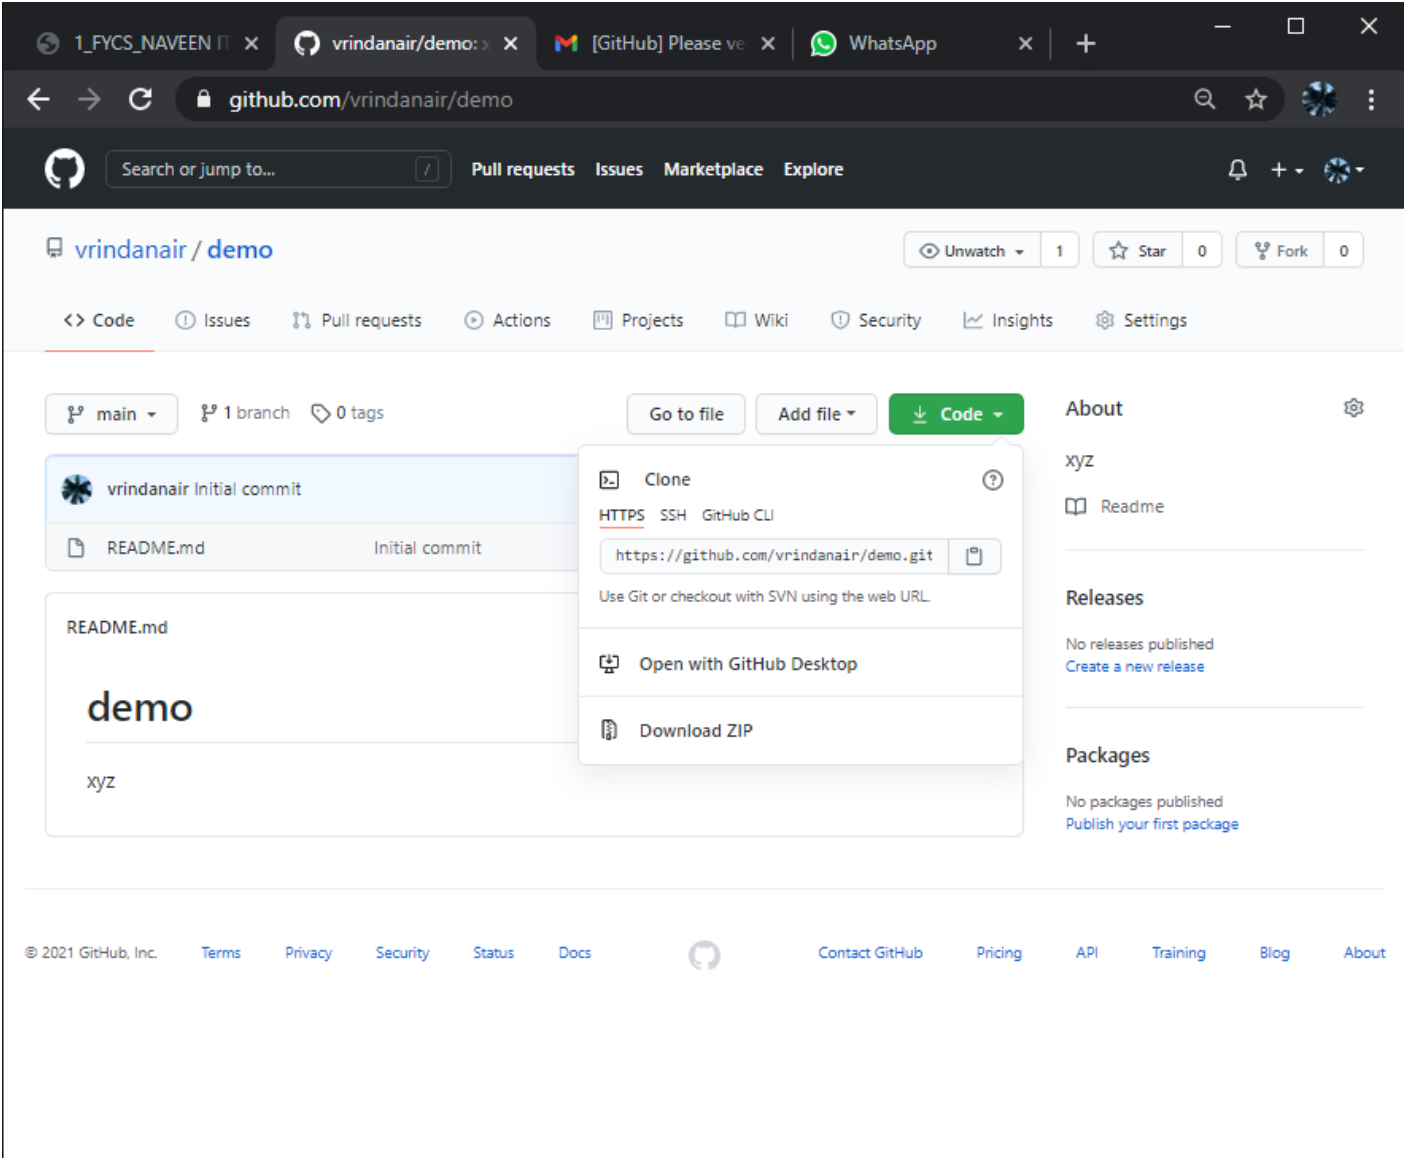 1_FYCS_NAVEEN IT
vrindanair/demo: x
[GitHub] Please ve
WhatsApp
github.com/vrindanair/demo
Search or jump to... /
Pull requests Issues Marketplace Explore
vrindanair / demo
Unwatch 1 Star 0 Fork 0
Code Issues Pull requests Actions Projects Wiki Security Insights Settings
main 1 branch 0 tags Go to file Add file Code
vrindanair Initial commit
README.md Initial commit
README.md
demo
xyz
Clone
HTTPS SSH GitHub CLI
https://github.com/vrindanair/demo.git
Use Git or checkout with SVN using the web URL.
Open with GitHub Desktop
Download ZIP
About
xyz
Readme
Releases
No releases published
Create a new release
Packages
No packages published
Publish your first package
© 2021 GitHub, Inc. Terms Privacy Security Status Docs Contact GitHub Pricing API Training Blog About